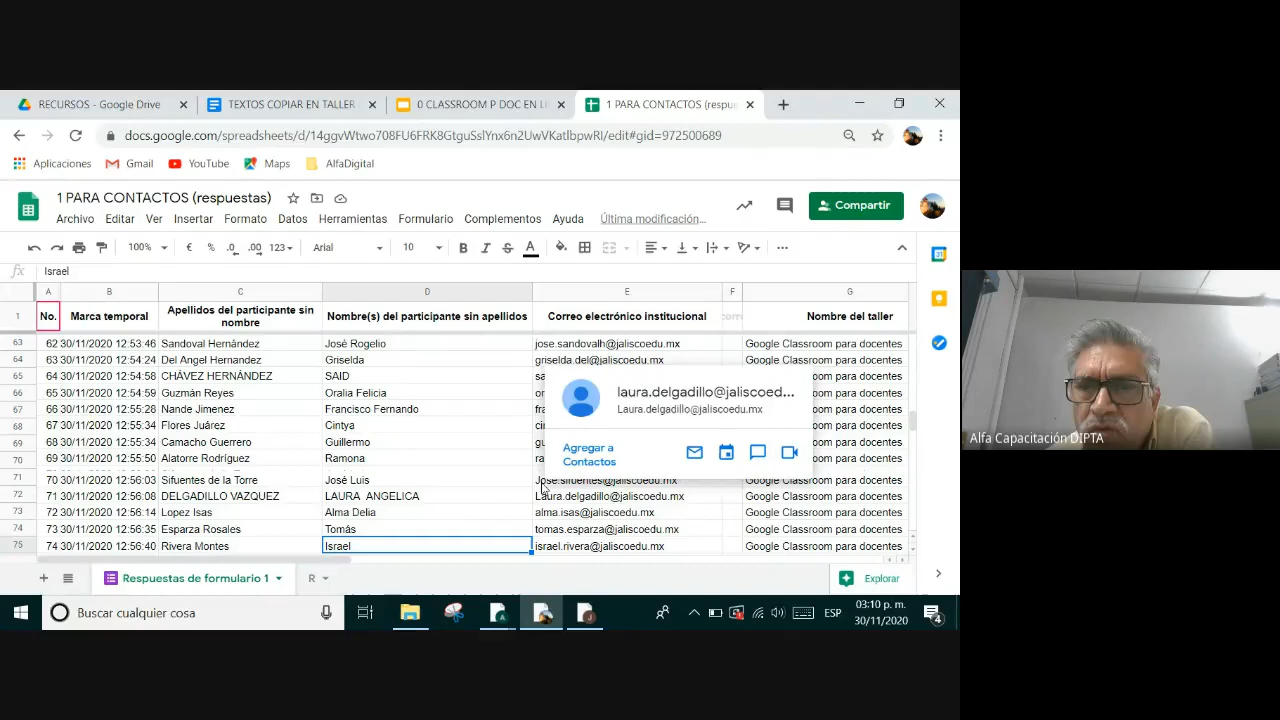 RECURSOS - Google Drive
TEXTOS COPIAR EN TALLER
0 CLASSROOM P DOC EN LI
1 PARA CONTACTOS (respu
docs.google.com/spreadsheets/d/14ggvWtwo708FU6FRK8GtguSslYnx6n2UwVKatlbpwRI/edit#gid=972500689
Aplicaciones Gmail YouTube Maps AlfaDigital
1 PARA CONTACTOS (respuestas)
Archivo Editar Ver Insertar Formato Datos Herramientas Formulario Complementos Ayuda Última modificación...
Compartir
100% € % .0 .00 123 Arial 10 B I S A
fx Israel
A B C D E F G
1 No. Marca temporal Apellidos del participante sin nombre Nombre(s) del participante sin apellidos Correo electrónico institucional Nombre del taller
63 62 30/11/2020 12:53:46 Sandoval Hernández José Rogelio jose.sandovalh@jaliscoedu.mx Google Classroom para docentes
64 63 30/11/2020 12:54:24 Del Angel Hernandez Griselda griselda.del@jaliscoedu.mx Google Classroom para docentes
65 64 30/11/2020 12:54:58 CHÁVEZ HERNÁNDEZ SAID sa Google Classroom para docentes
66 65 30/11/2020 12:54:59 Guzmán Reyes Oralia Felicia Google Classroom para docentes
67 66 30/11/2020 12:55:28 Nande Jimenez Francisco Fernando fra Google Classroom para docentes
68 67 30/11/2020 12:55:34 Flores Juárez Cintya Google Classroom para docentes
69 68 30/11/2020 12:55:34 Camacho Guerrero Guillermo Google Classroom para docentes
70 69 30/11/2020 12:55:50 Alatorre Rodríguez Ramona ra Google Classroom para docentes
71 70 30/11/2020 12:56:03 Sifuentes de la Torre José Luis Jose.sifuentes@jaliscoedu.mx Google Classroom para docentes
72 71 30/11/2020 12:56:08 DELGADILLO VAZQUEZ LAURA ANGELICA Laura.delgadillo@jaliscoedu.mx Google Classroom para docentes
73 72 30/11/2020 12:56:14 Lopez Isas Alma Delia alma.isas@jaliscoedu.mx Google Classroom para docentes
74 73 30/11/2020 12:56:35 Esparza Rosales Tomás tomas.esparza@jaliscoedu.mx Google Classroom para docentes
75 74 30/11/2020 12:56:40 Rivera Montes Israel israel.rivera@jaliscoedu.mx Google Classroom para docentes
laura.delgadillo@jaliscoed...
Laura.delgadillo@jaliscoedu.mx
Agregar a
Contactos
Respuestas de formulario 1
R
Explorar
Buscar cualquier cosa
ESP
03:10 p. m.
30/11/2020
4
Alfa Capacitación DIPTA